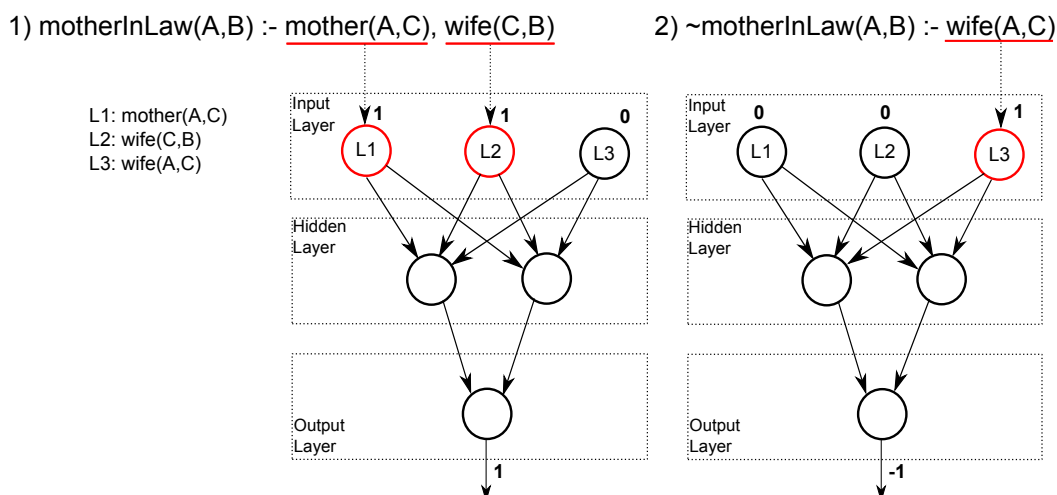 1) motherInLaw(A,B) :- mother(A,C), wife(C,B)
2) ~motherInLaw(A,B) :- wife(A,C)
L1: mother(A,C)
L2: wife(C,B)
L3: wife(A,C)
Input
Layer
1
1
0
L1
L2
L3
Hidden
Layer
Output
Layer
1
Input
Layer
0
0
1
L1
L2
L3
Hidden
Layer
Output
Layer
-1